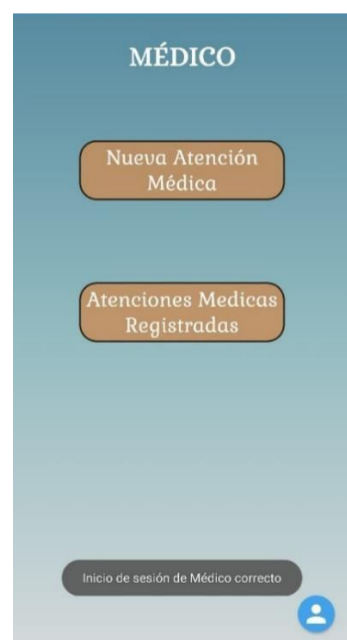 MÉDICO
Nueva Atención
Médica
Atenciones Medicas
Registradas
Inicio de sesión de Médico correcto